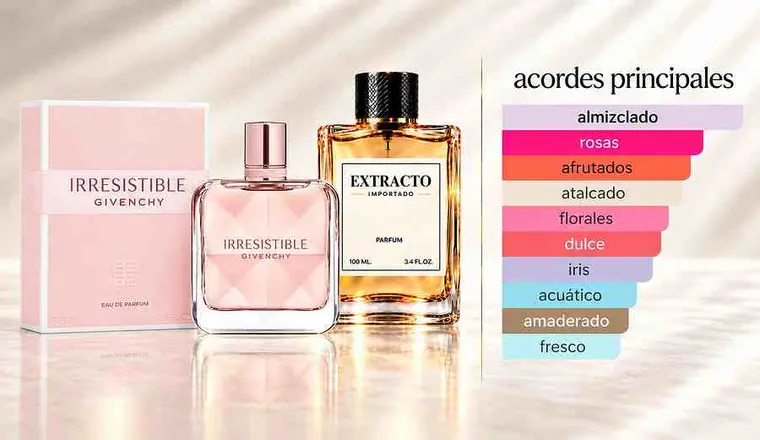 IRRESISTIBLE
GIVENCHY
EAU DE PARFUM
IRRESISTIBLE
GIVENCHY
EXTRACTO
IMPORTADO
PARFUM
100 ML. 3.4 FL.OZ.
acordes principales
almizclado
rosas
afrutados
atalcado
florales
dulce
iris
acuático
amaderado
fresco